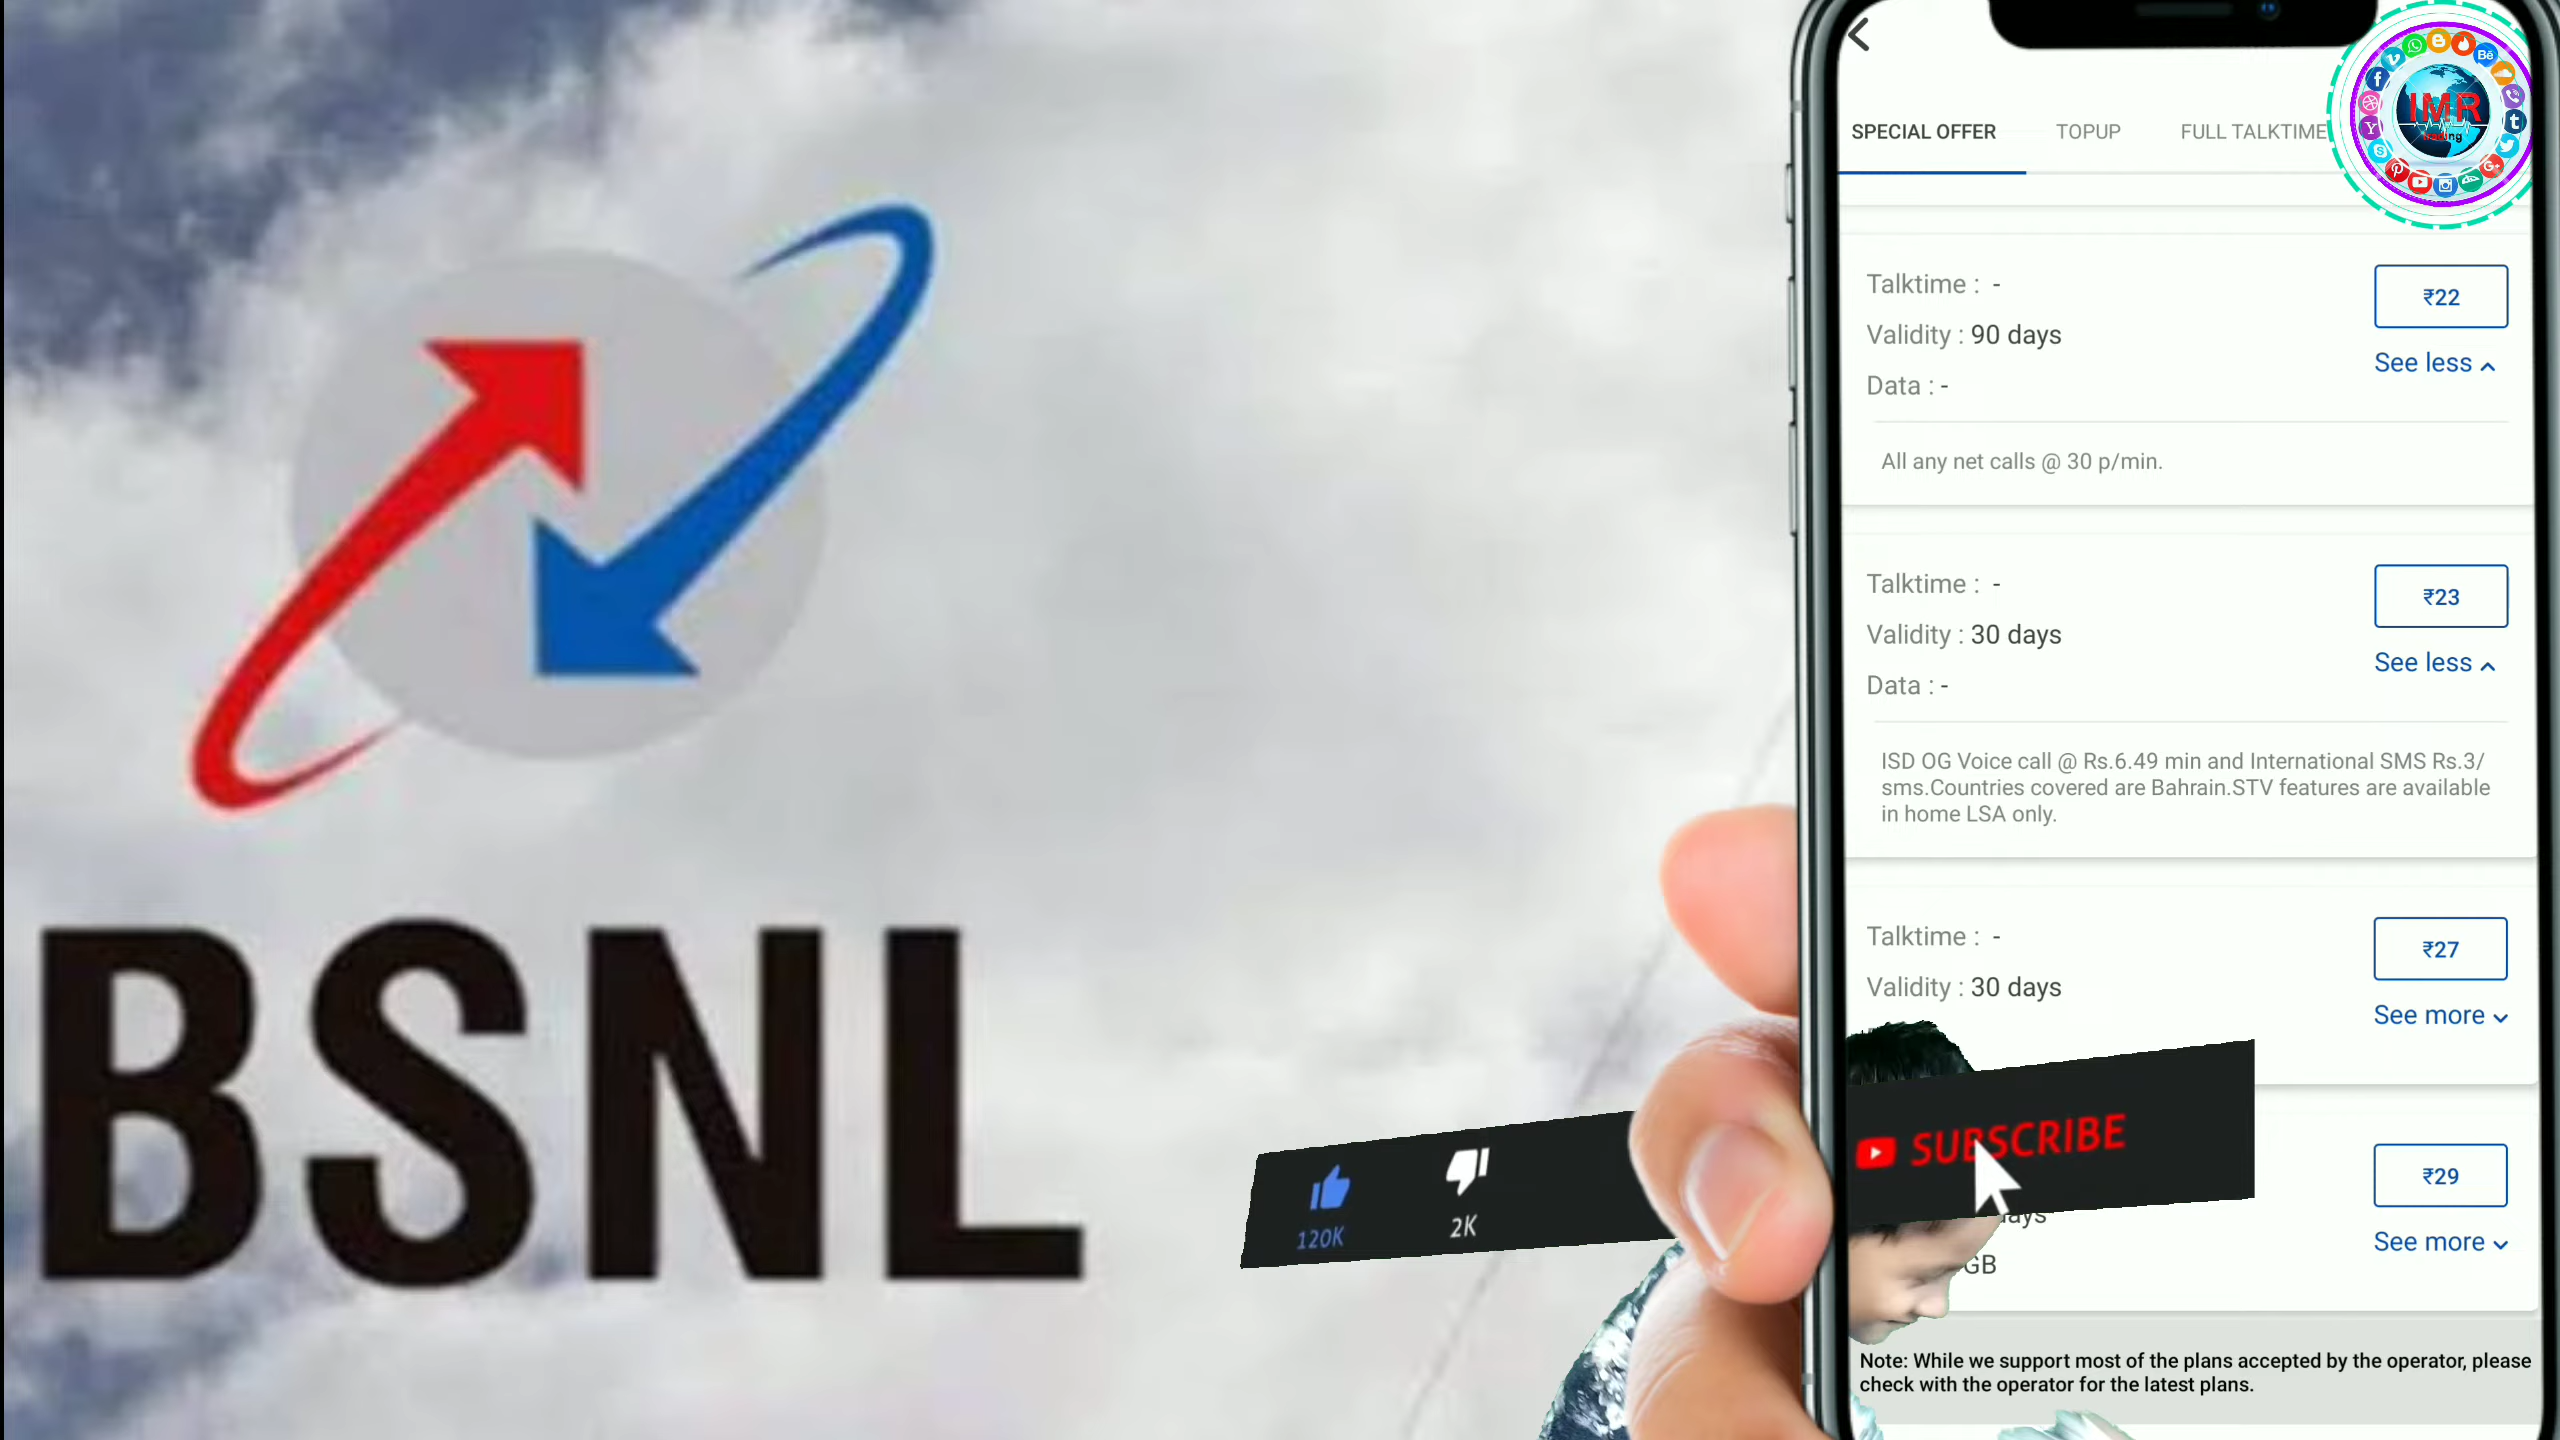 BSNL
120K
2K
SUBSCRIBE
IMR
SPECIAL OFFER TOPUP FULL TALKTIME
Talktime : -
₹22
Validity : 90 days
See less
Data : -
All any net calls @ 30 p/min.
Talktime : -
₹23
Validity : 30 days
See less
Data : -
ISD OG Voice call @ Rs.6.49 min and International SMS Rs.3/
sms.Countries covered are Bahrain.STV features are available
in home LSA only.
Talktime : -
₹27
Validity : 30 days
See more
₹29
See more
GB
Note: While we support most of the plans accepted by the operator, please
check with the operator for the latest plans.